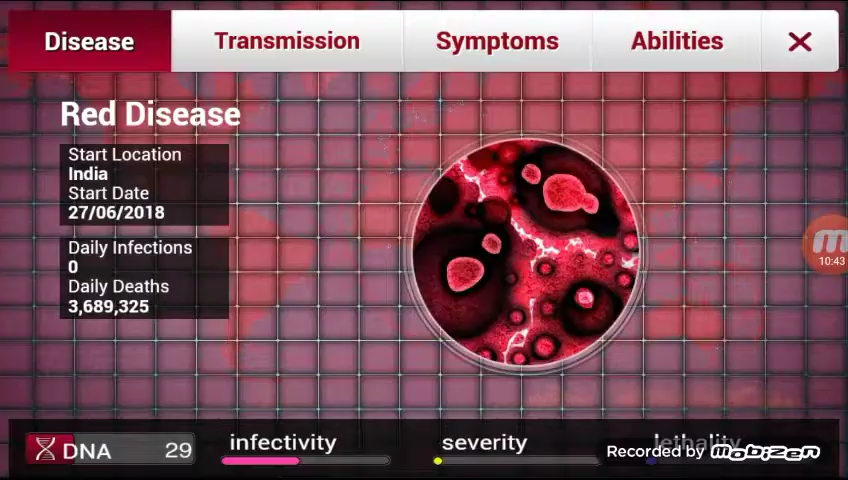 Disease
Transmission
Symptoms
Abilities
X
Red Disease
Start Location
India
Start Date
27/06/2018
Daily Infections
0
Daily Deaths
3,689,325
10:43
DNA 29
infectivity
severity
lethality
Recorded by mobizen